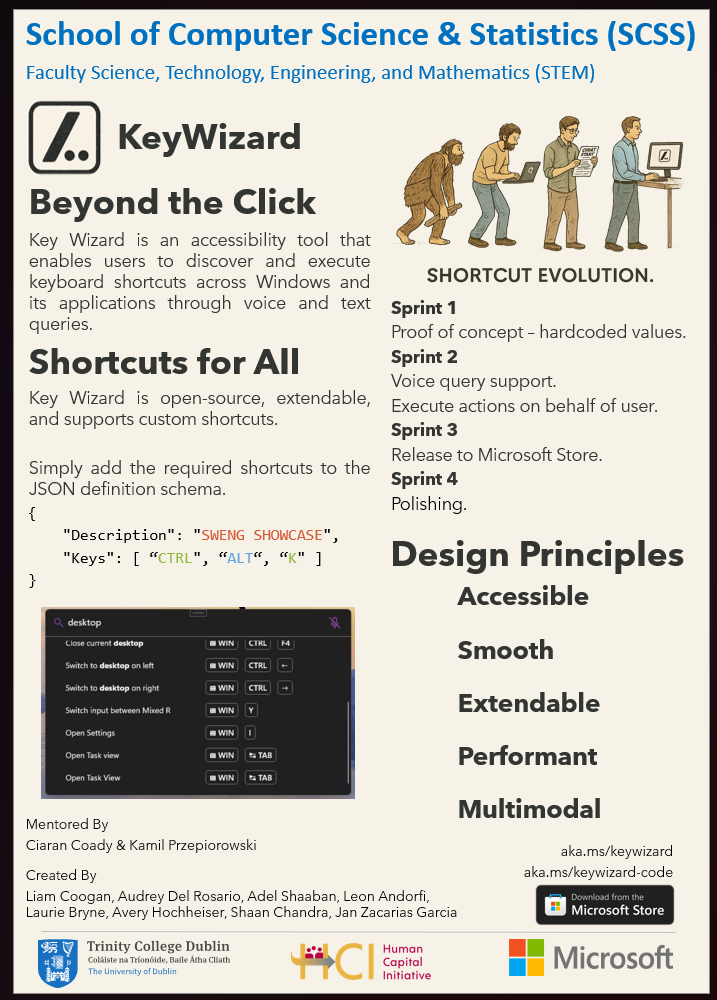 School of Computer Science & Statistics (SCSS)
Faculty Science, Technology, Engineering, and Mathematics (STEM)
KeyWizard
Beyond the Click
Key Wizard is an accessibility tool that
enables users to discover and execute
keyboard shortcuts across Windows and
its applications through voice and text
queries.
Shortcuts for All
Key Wizard is open-source, extendable,
and supports custom shortcuts.
Simply add the required shortcuts to the
JSON definition schema.
{
"Description": "SWENG SHOWCASE",
"Keys": [ “CTRL", “ALT“, “K" ]
}
desktop
Close current desktop WIN CTRL F4
Switch to desktop on left WIN CTRL ←
Switch to desktop on right WIN CTRL →
Switch input between Mixed R WIN Y
Open Settings WIN I
Open Task view WIN TAB
Open Task View WIN TAB
Mentored By
Ciaran Coady & Kamil Przepiorowski
Created By
Liam Coogan, Audrey Del Rosario, Adel Shaaban, Leon Andorfi,
Laurie Bryne, Avery Hochheiser, Shaan Chandra, Jan Zacarias Garcia
CHEAT
SHEET
SHORTCUT EVOLUTION.
Sprint 1
Proof of concept – hardcoded values.
Sprint 2
Voice query support.
Execute actions on behalf of user.
Sprint 3
Release to Microsoft Store.
Sprint 4
Polishing.
Design Principles
Accessible
Smooth
Extendable
Performant
Multimodal
aka.ms/keywizard
aka.ms/keywizard-code
Download from the
Microsoft Store
Trinity College Dublin
Coláiste na Tríonóide, Baile Átha Cliath
The University of Dublin
HCI
Human
Capital
Initiative
Microsoft